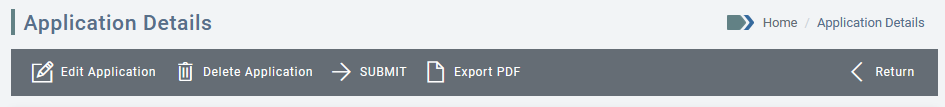 Application Details
Home / Application Details
Edit Application Delete Application SUBMIT Export PDF Return